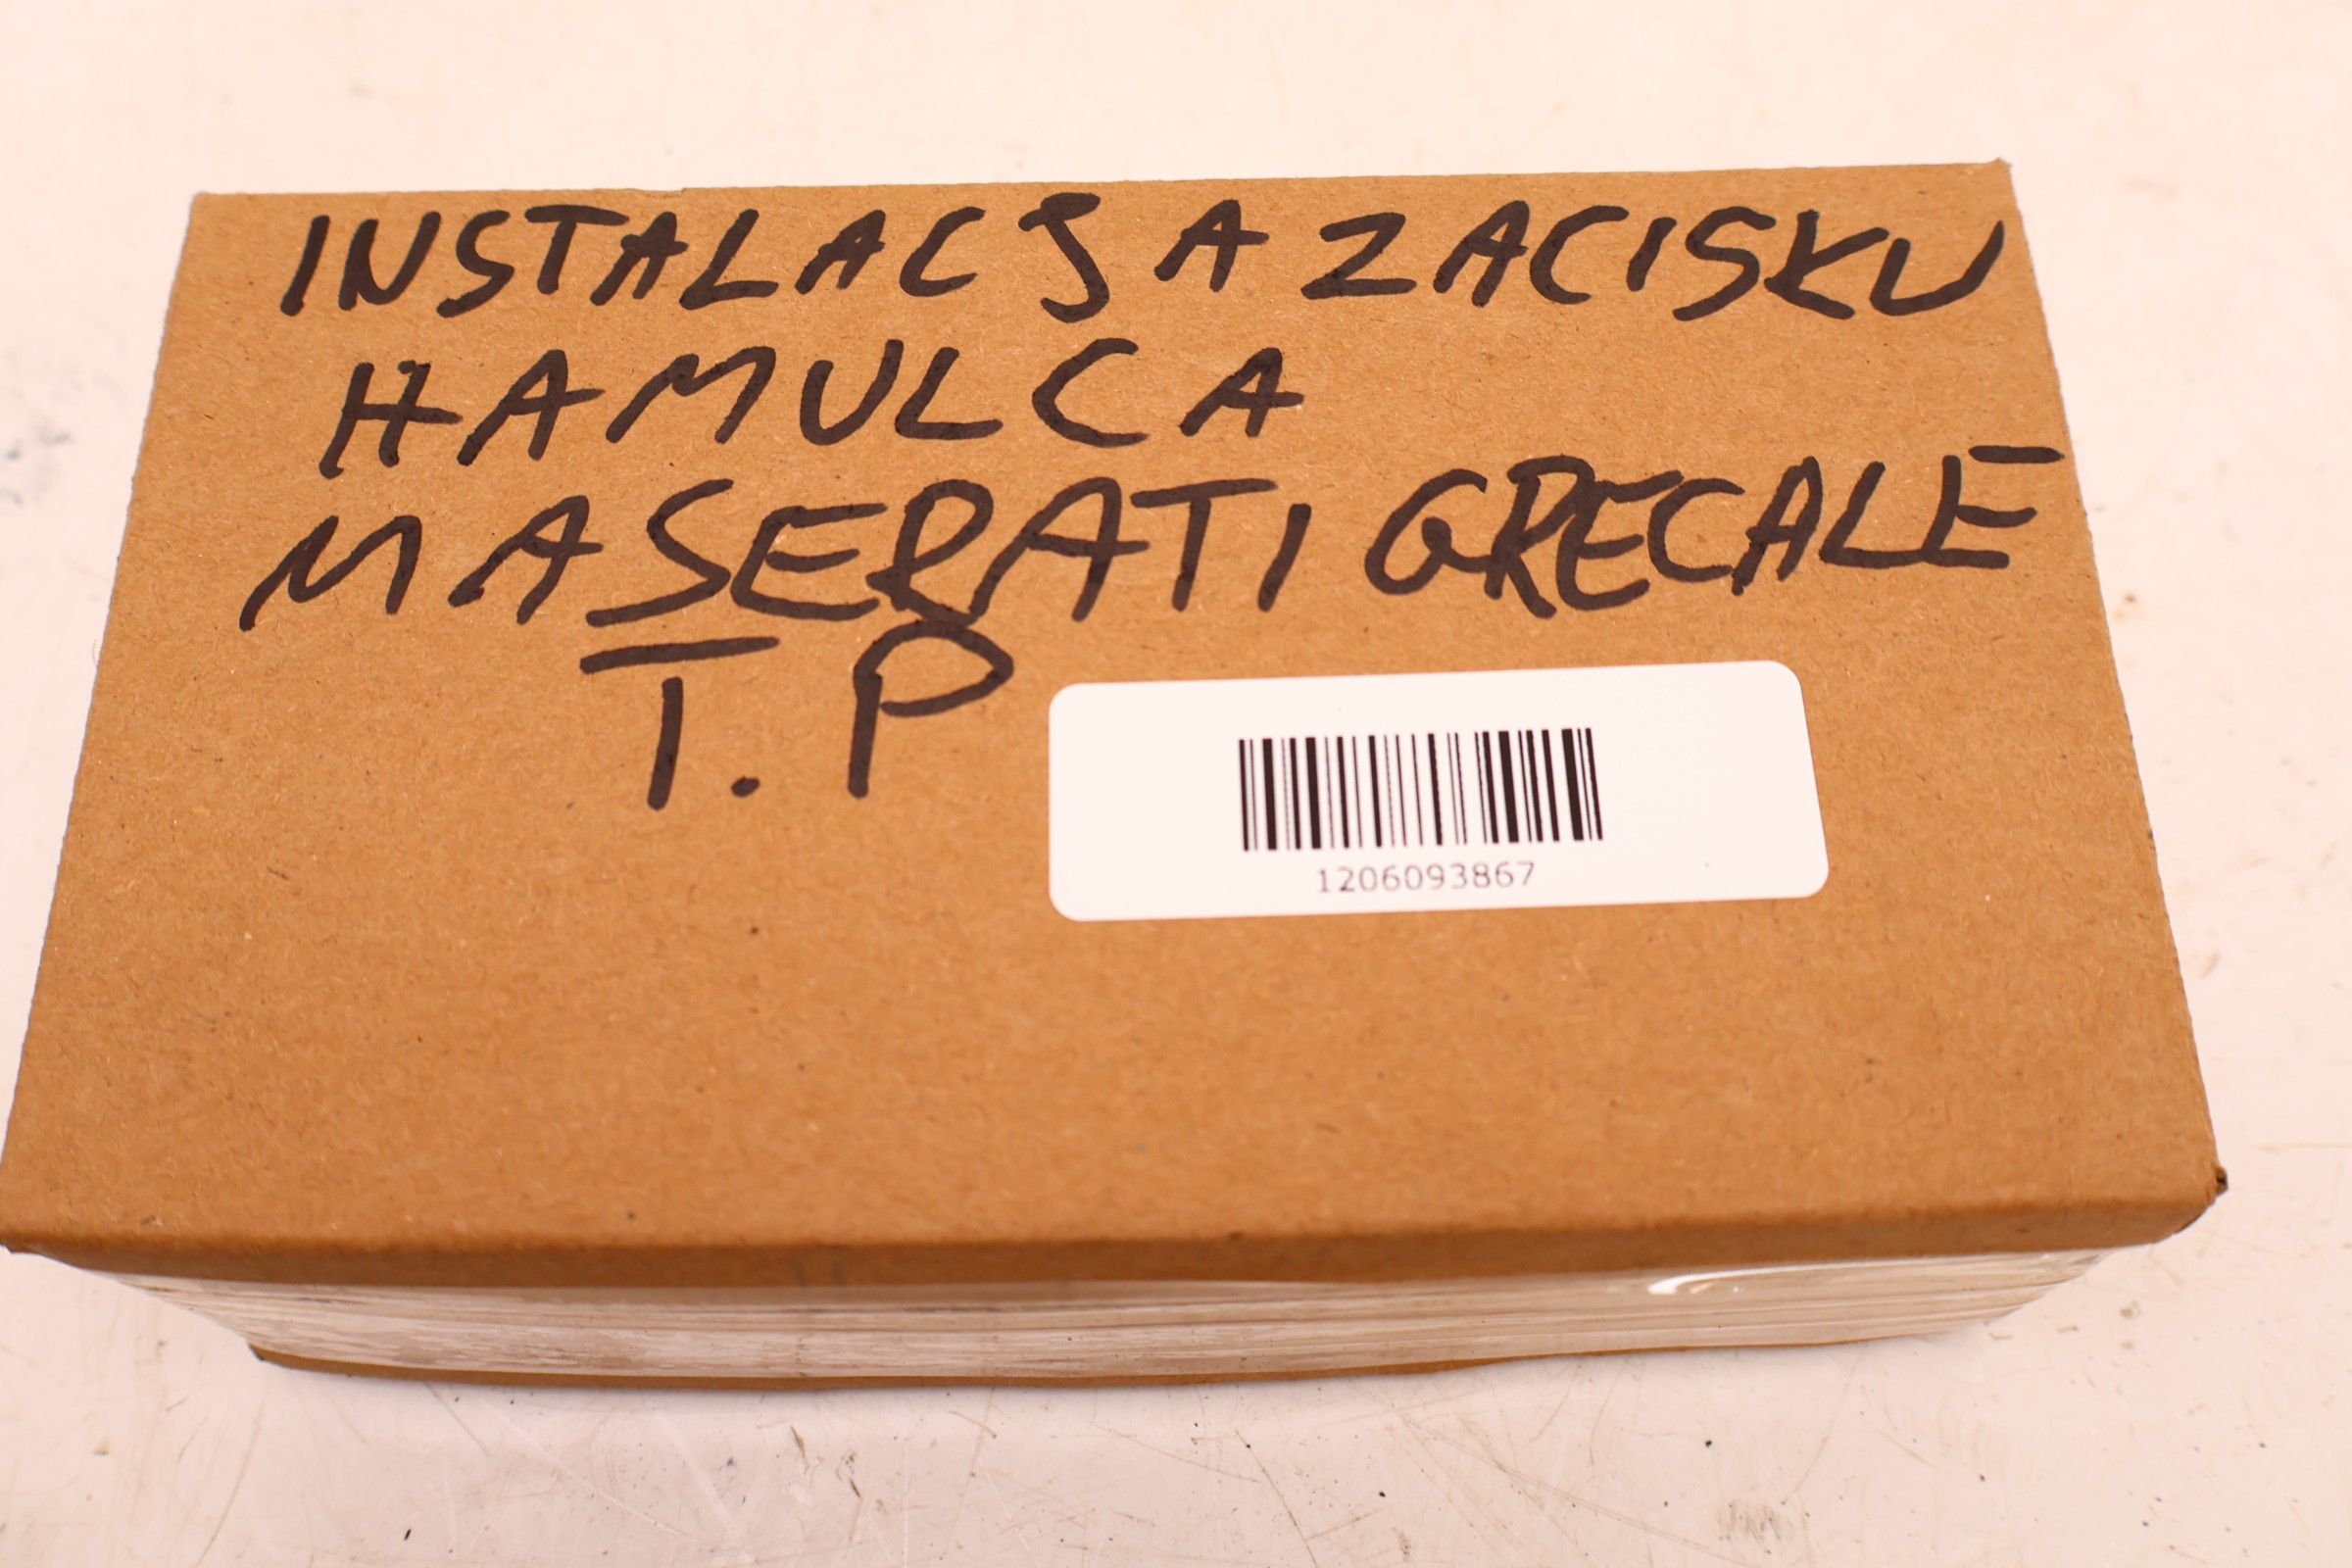 INSTALACJA ZACISKU
HAMULCA
MASERATI GRECALE
T.P
1206093867